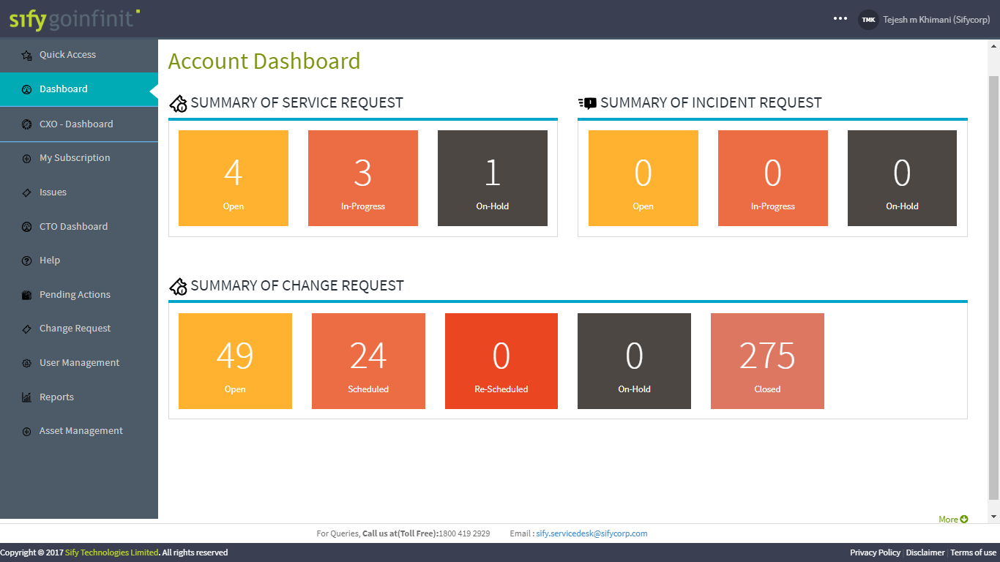 sify goinfinit
••• TMK Tejesh m Khimani (Sifycorp)
Quick Access
Dashboard
CXO - Dashboard
My Subscription
Issues
CTO Dashboard
Help
Pending Actions
Change Request
User Management
Reports
Asset Management
Account Dashboard
SUMMARY OF SERVICE REQUEST
4
Open
3
In-Progress
1
On-Hold
SUMMARY OF INCIDENT REQUEST
0
Open
0
In-Progress
0
On-Hold
SUMMARY OF CHANGE REQUEST
49
Open
24
Scheduled
0
Re-Scheduled
0
On-Hold
275
Closed
More
For Queries, Call us at(Toll Free):1800 419 2929 Email : sify.servicedesk@sifycorp.com
Copyright © 2017 Sify Technologies Limited. All rights reserved
Privacy Policy | Disclaimer | Terms of use